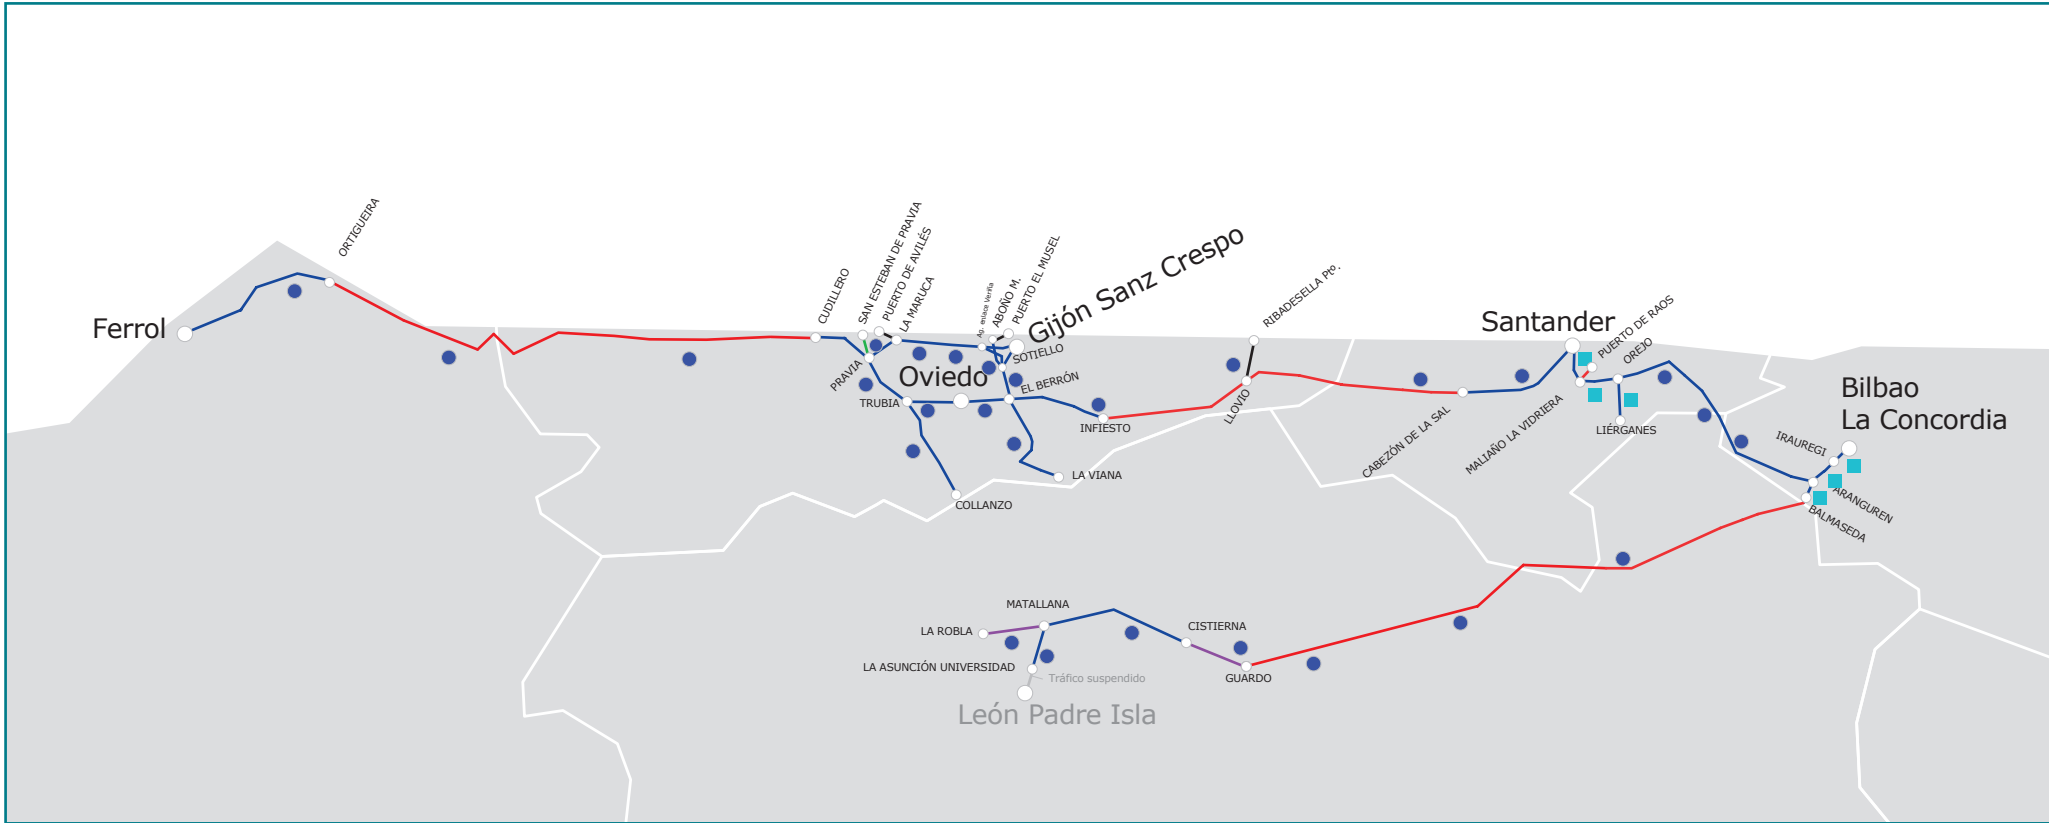 ORTIGUEIRA
Ferrol
CUDILLERO
SAN ESTEBAN DE PRAVIA
PUERTO DE AVILÉS
LA MARUCA
Ag. enlace Veriña
ABOÑO M.
PUERTO EL MUSEL
Gijón Sanz Crespo
SOTIELLO
PRAVIA
Oviedo
EL BERRÓN
TRUBIA
INFIESTO
COLLANZO
LA VIANA
RIBADESELLA Pto.
LLOVIO
Santander
PUERTO DE RAOS
OREJO
CABEZÓN DE LA SAL
MALIAÑO LA VIDRIERA
LIÉRGANES
Bilbao
La Concordia
IRAUREGI
ARANGUREN
BALMASEDA
MATALLANA
LA ROBLA
CISTIERNA
LA ASUNCIÓN UNIVERSIDAD
Tráfico suspendido
GUARDO
León Padre Isla